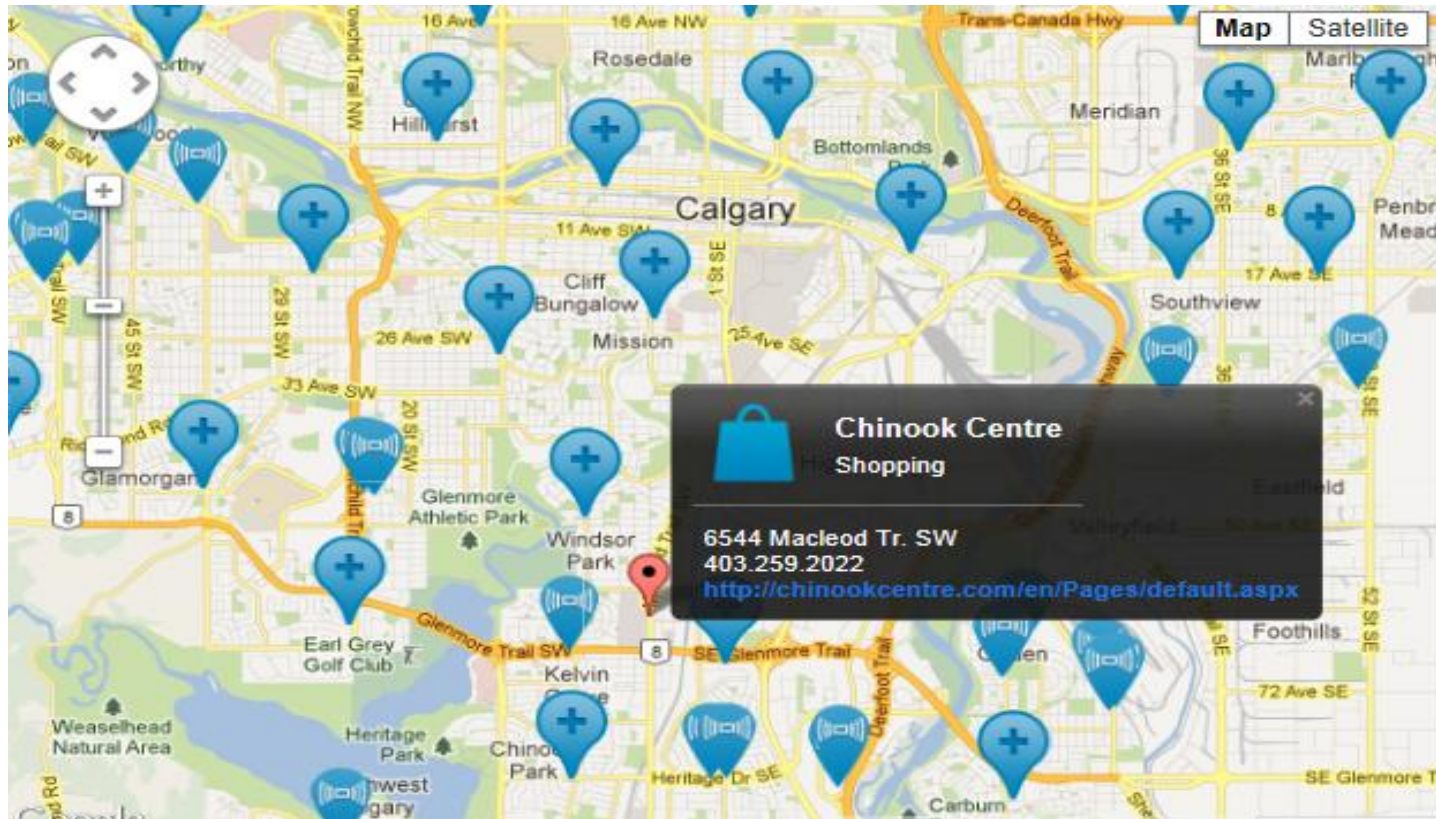 16 Ave
16 Ave NW
Trans-Canada Hwy
Map
Satellite
Rosedale
Meridian
Bottomlands
Calgary
11 Ave SW
1 St SE
36 St SE
Deerfoot Trail
17 Ave SE
Cliff
Bungalow
Southview
26 Ave SW
Mission
25 Ave SE
29 St SW
45 St SW
33 Ave SW
20 St SW
Chinook Centre
Shopping
6544 Macleod Tr. SW
403.259.2022
http://chinookcentre.com/en/Pages/default.aspx
Glamorgan
8
Glenmore
Athletic Park
Windsor
Park
Earl Grey
Golf Club
Glenmore Trail SW
8
SE Glenmore Trail
Deerfoot Trail
Kelvin
Foothills
52 St SE
72 Ave SE
Weaselhead
Natural Area
Heritage
Park
Park
Heritage Dr SE
SE Glenmore T
Carburn